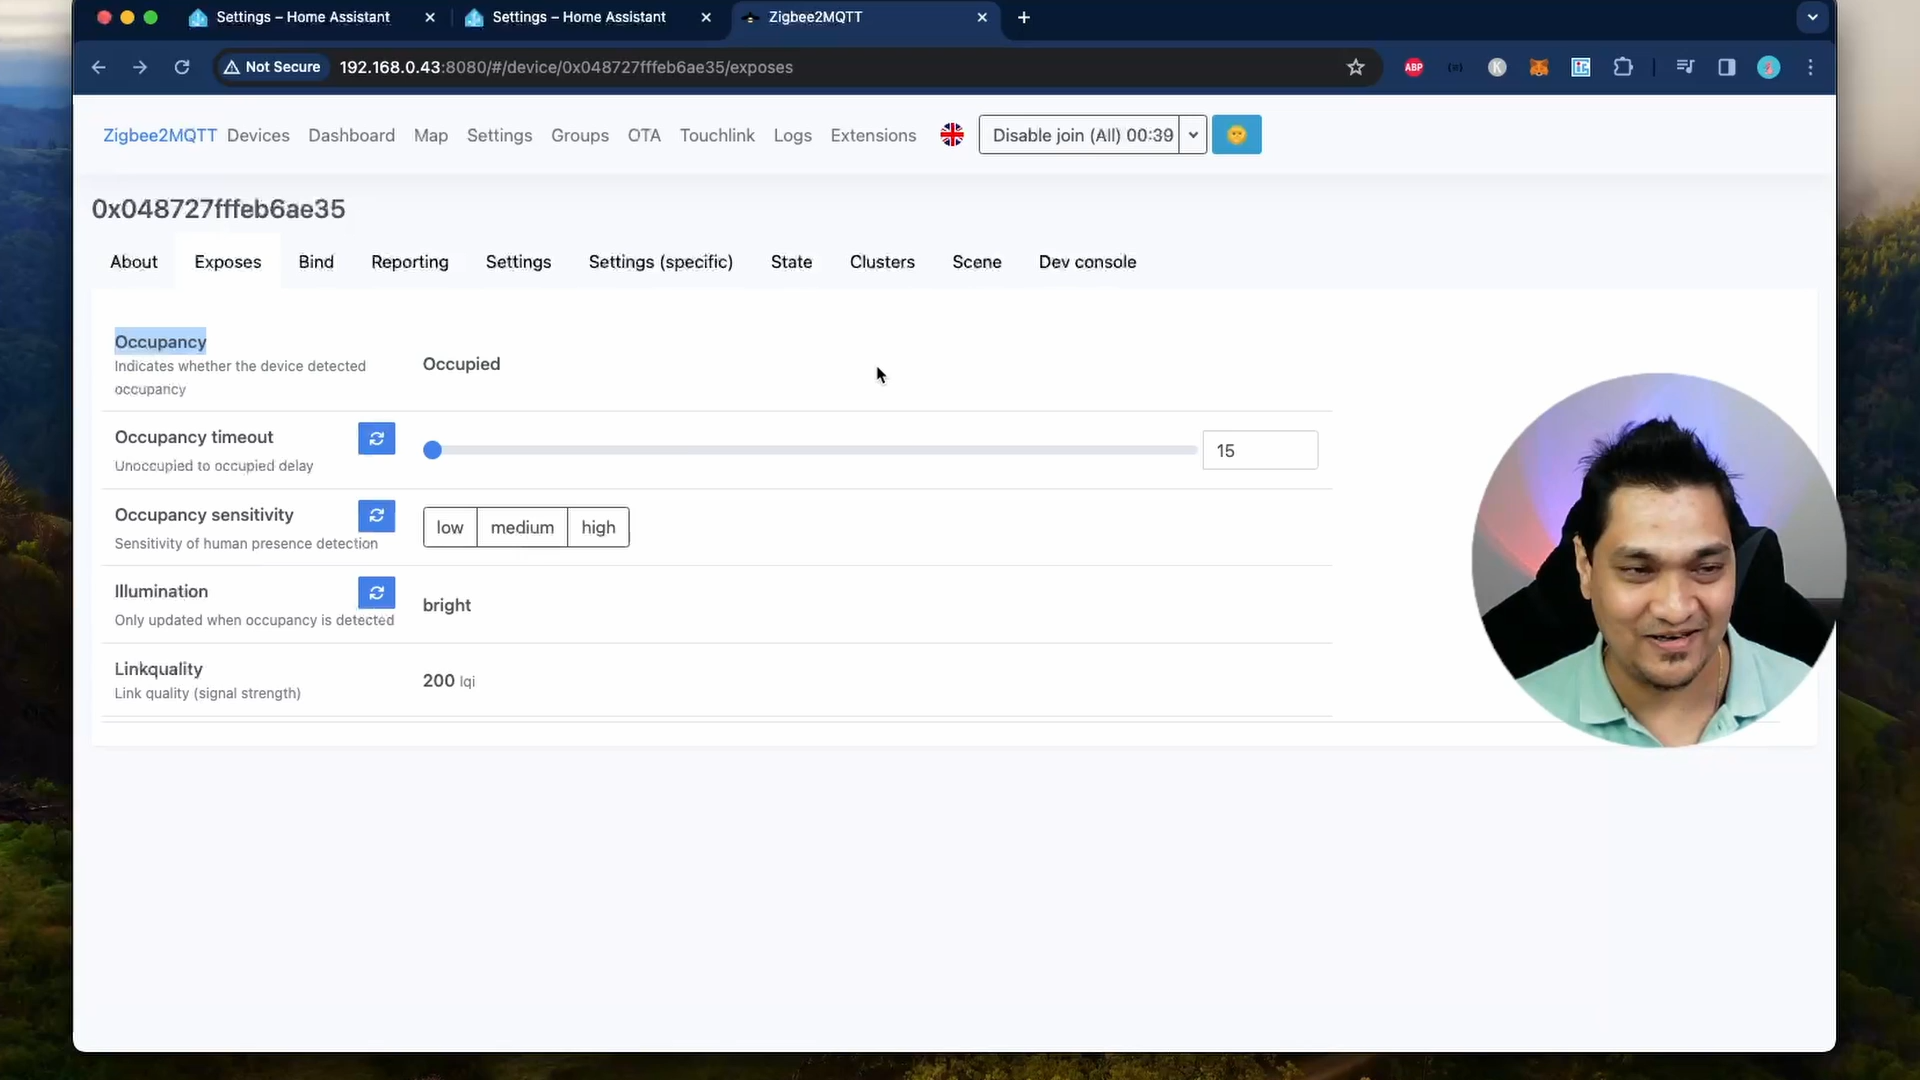 Settings – Home Assistant
Settings – Home Assistant
Zigbee2MQTT
Not Secure
192.168.0.43:8080/#/device/0x048727fffeb6ae35/exposes
ABP
K
Zigbee2MQTT Devices Dashboard Map Settings Groups OTA Touchlink Logs Extensions
Disable join (All) 00:39
0x048727fffeb6ae35
About Exposes Bind Reporting Settings Settings (specific) State Clusters Scene Dev console
Occupancy
Indicates whether the device detected
occupancy
Occupied
Occupancy timeout
Unoccupied to occupied delay
15
Occupancy sensitivity
Sensitivity of human presence detection
low medium high
Illumination
Only updated when occupancy is detected
bright
Linkquality
Link quality (signal strength)
200 lqi